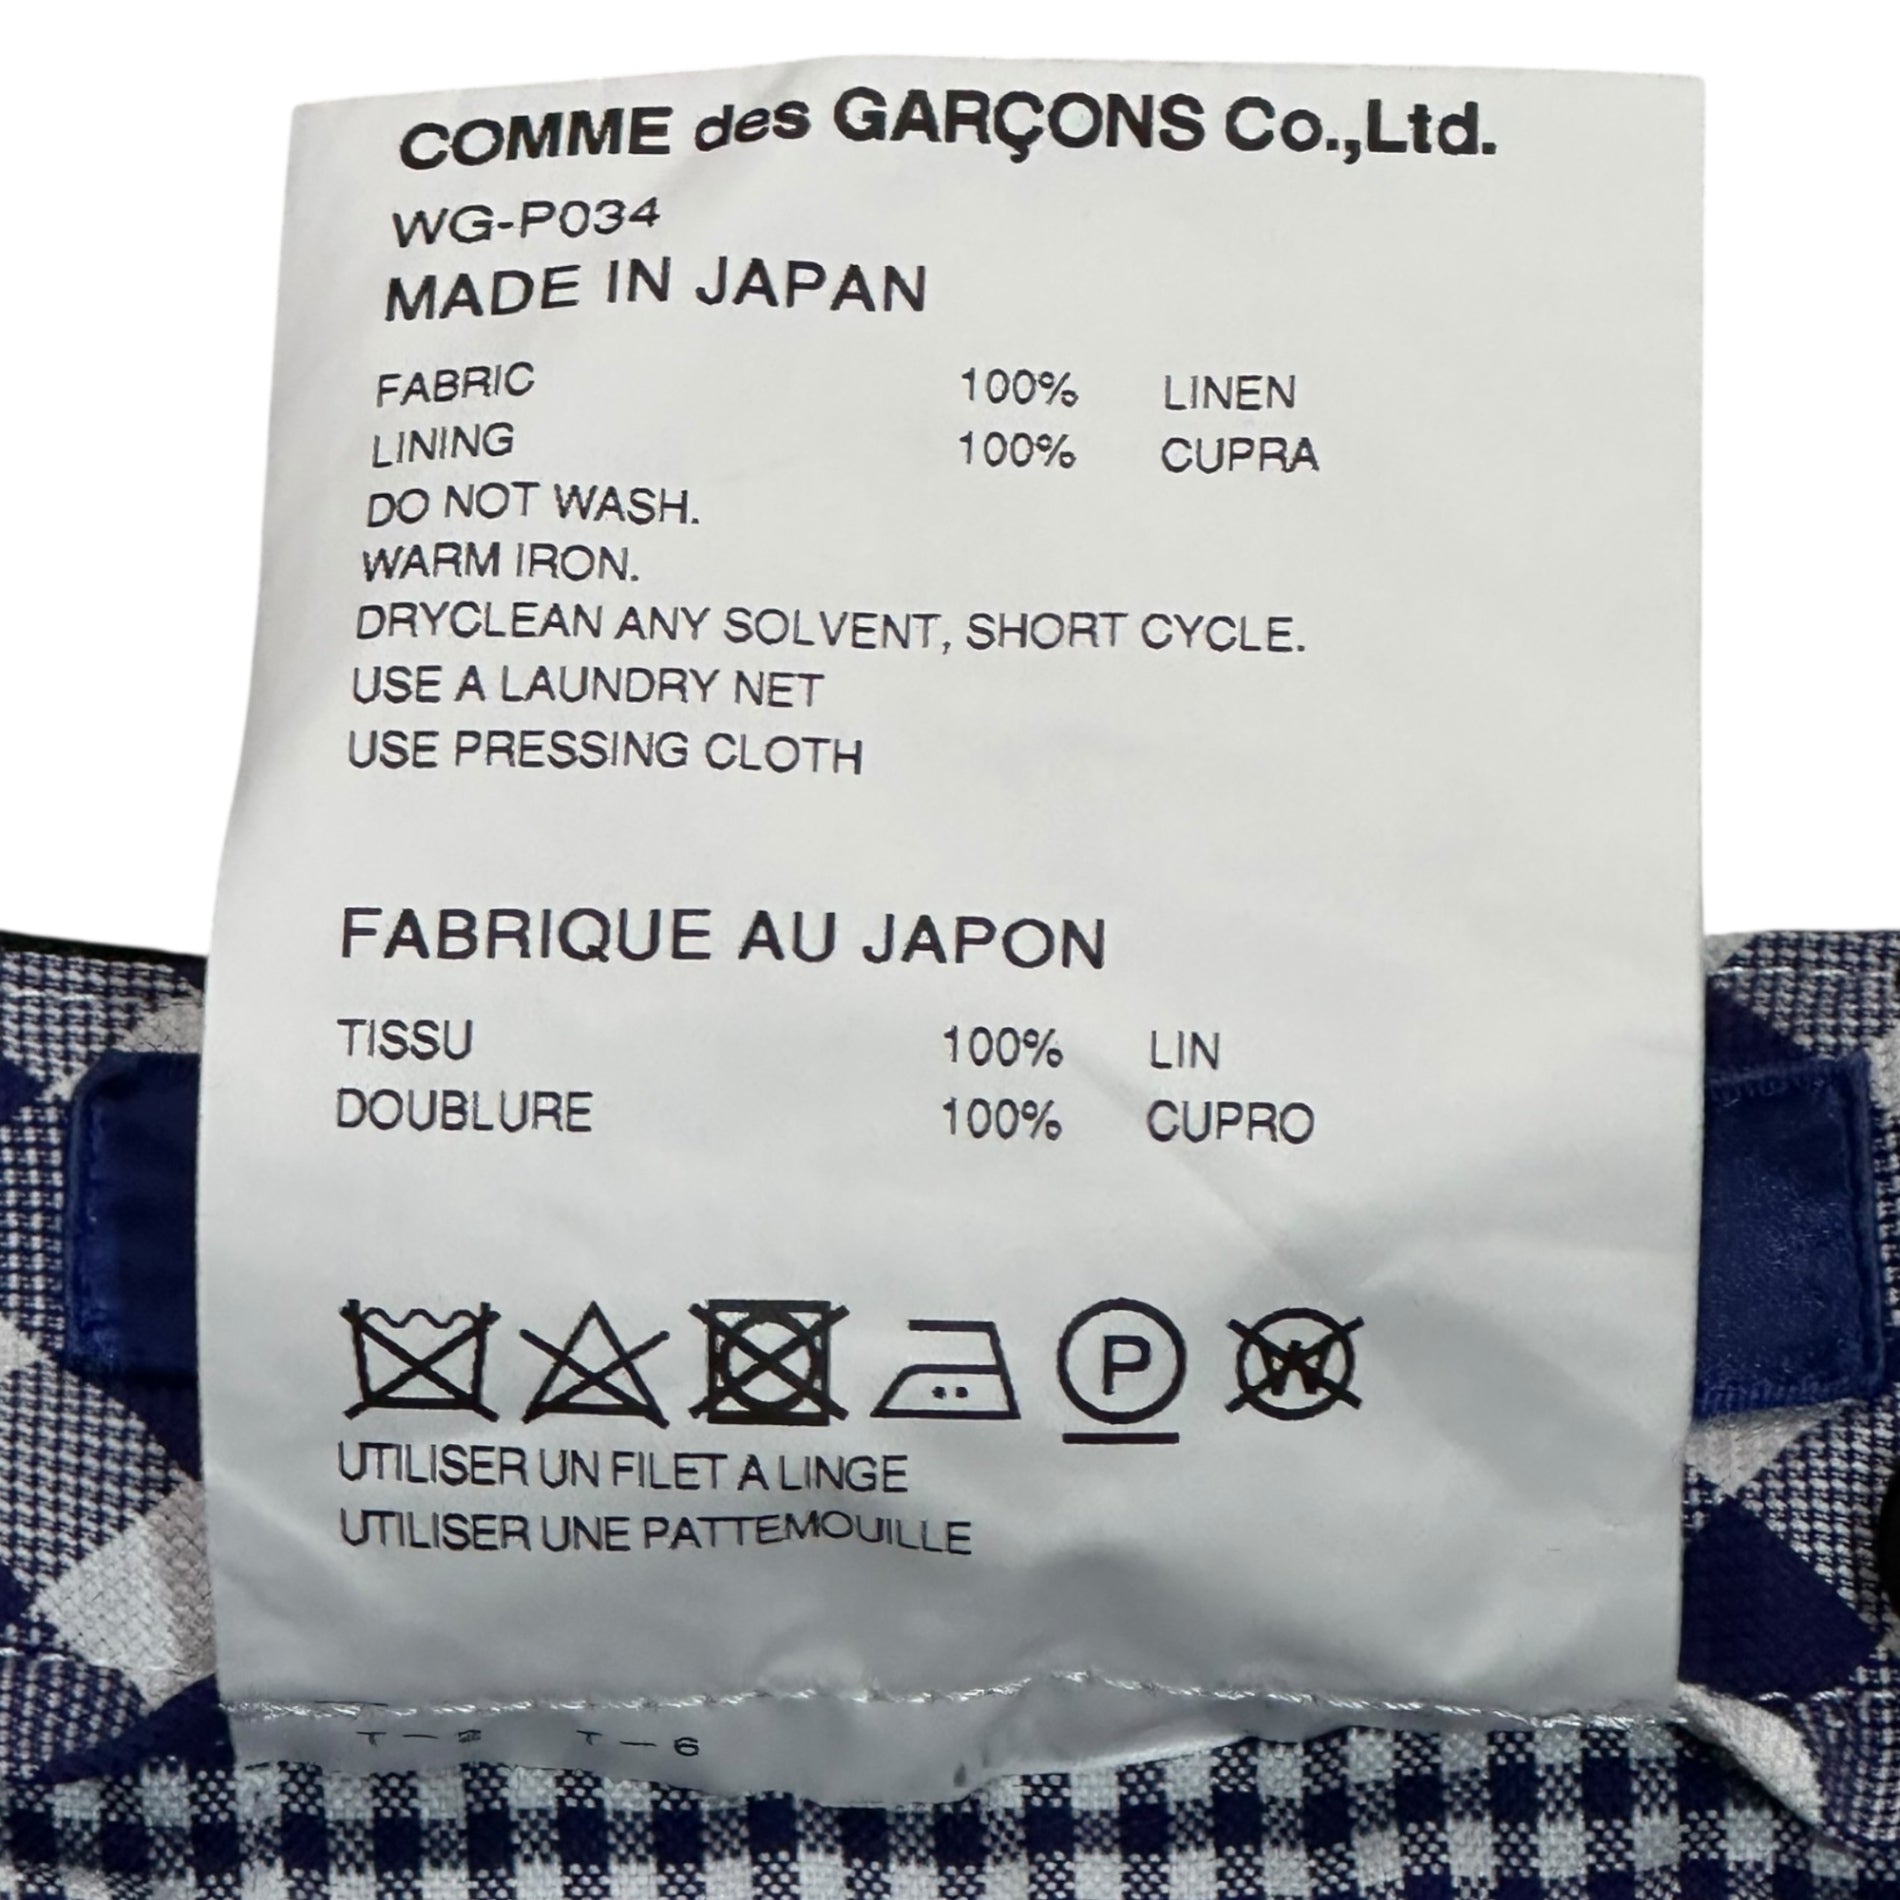 COMME des GARÇONS Co.,Ltd.
WG-P034
MADE IN JAPAN
FABRIC 100% LINEN
LINING 100% CUPRA
DO NOT WASH.
WARM IRON.
DRYCLEAN ANY SOLVENT, SHORT CYCLE.
USE A LAUNDRY NET
USE PRESSING CLOTH
FABRIQUE AU JAPON
TISSU 100% LIN
DOUBLURE 100% CUPRO
P W
UTILISER UN FILET A LINGE
UTILISER UNE PATTEMOUILLE
T-2 T-6